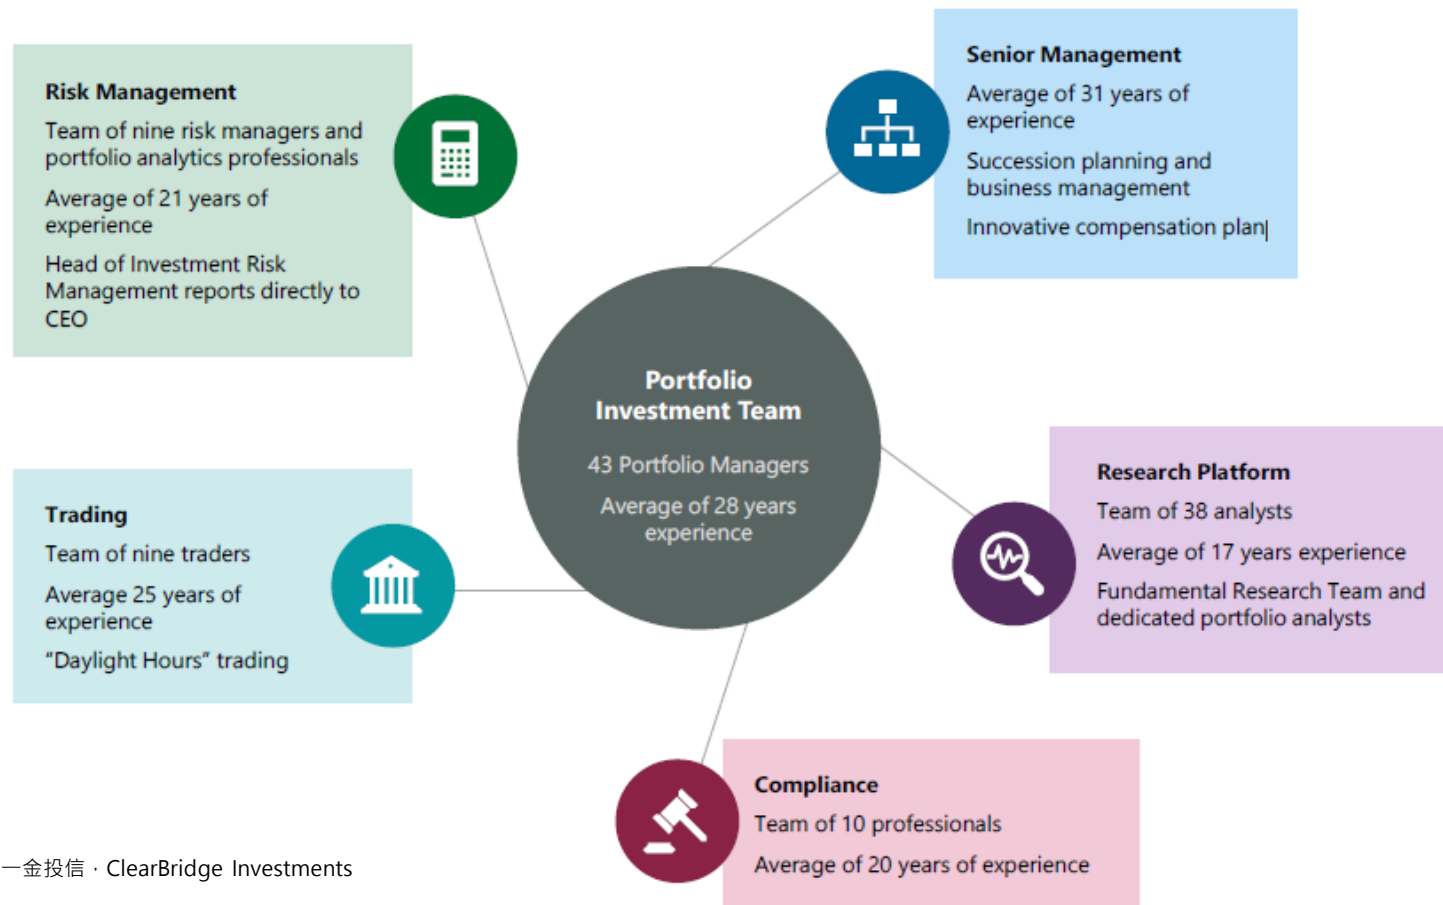 Risk Management
Team of nine risk managers and
portfolio analytics professionals
Average of 21 years of
experience
Head of Investment Risk
Management reports directly to
CEO
Senior Management
Average of 31 years of
experience
Succession planning and
business management
Innovative compensation plan
Portfolio
Investment Team
43 Portfolio Managers
Average of 28 years
experience
Trading
Team of nine traders
Average 25 years of
experience
“Daylight Hours” trading
Research Platform
Team of 38 analysts
Average of 17 years experience
Fundamental Research Team and
dedicated portfolio analysts
Compliance
Team of 10 professionals
Average of 20 years of experience
一金投信，ClearBridge Investments